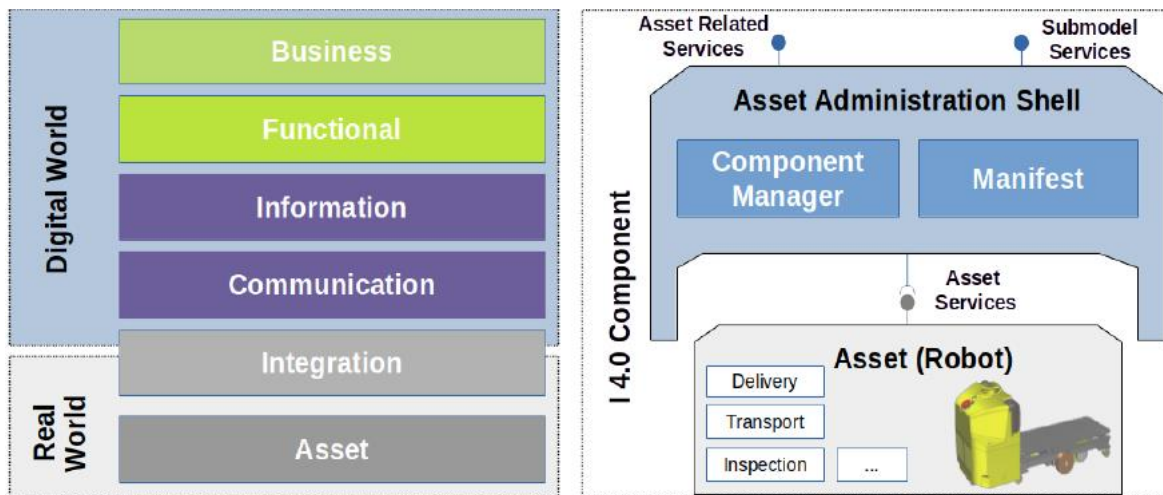 Digital World
Business
Functional
Information
Communication
Integration
Real
World
Asset
I 4.0 Component
Asset Related
Services
Submodel
Services
Asset Administration Shell
Component
Manager
Manifest
Asset
Services
Asset (Robot)
Delivery
Transport
Inspection
...